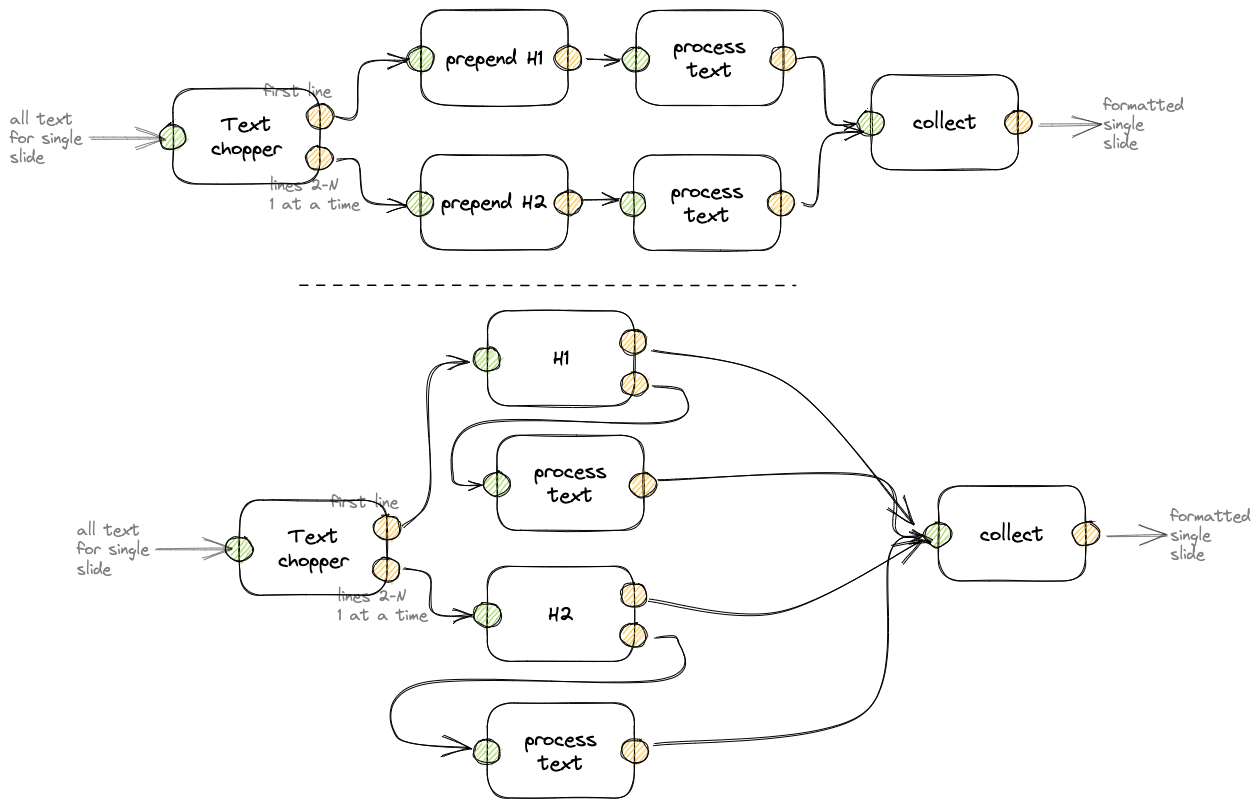 prepend H1
process
text
first line
all text
for single
slide
Text
chopper
collect
formatted
single
slide
lines 2-N
1 at a time
prepend H2
process
text
H1
process
text
first line
all text
for single
slide
Text
chopper
collect
formatted
single
slide
lines 2-N
1 at a time
H2
process
text